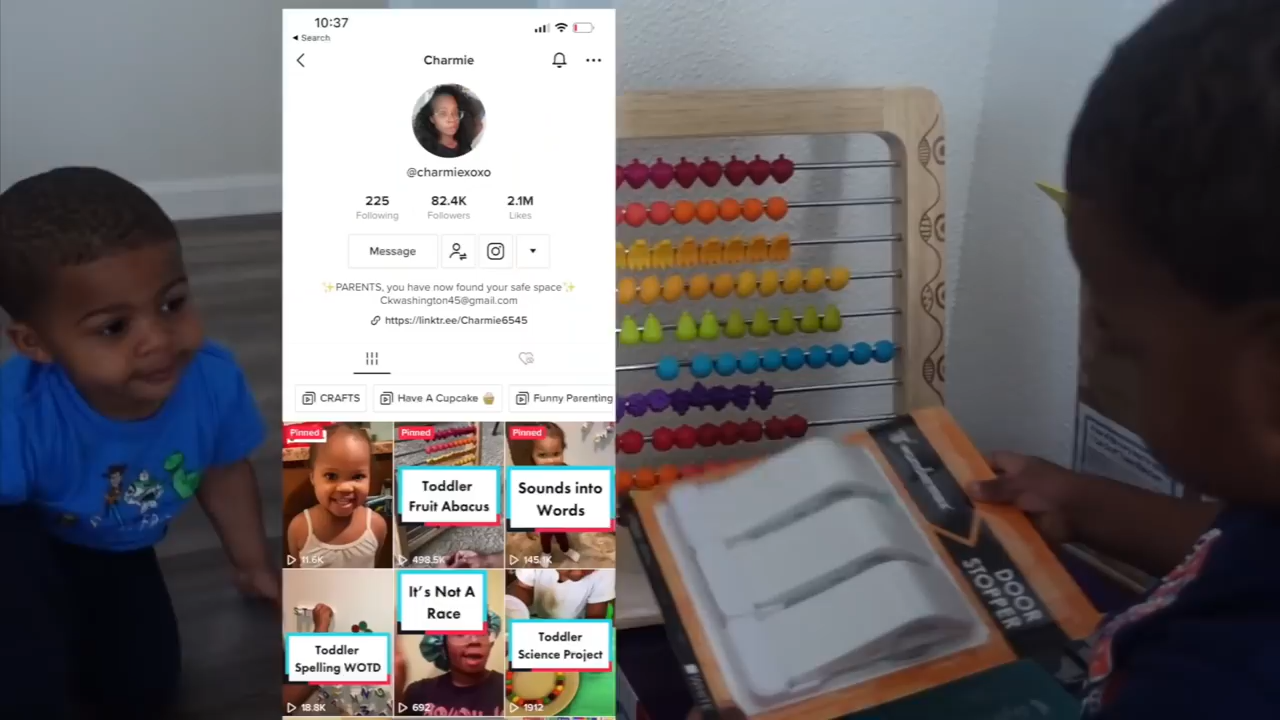 10:37
Search
Charmie
@charmiexoxo
225
Following
82.4K
Followers
2.1M
Likes
Message
✨PARENTS, you have now found your safe space✨
Ckwashington45@gmail.com
https://linktr.ee/Charmie6545
CRAFTS
Have A Cupcake 🧁
Funny Parenting
Pinned
11.6K
Pinned
Toddler
Fruit Abacus
498.5K
Pinned
Sounds into
Words
145.1K
Toddler
Spelling WOTD
18.8K
It's Not A
Race
692
Toddler
Science Project
1912
DOOR
STOPPER